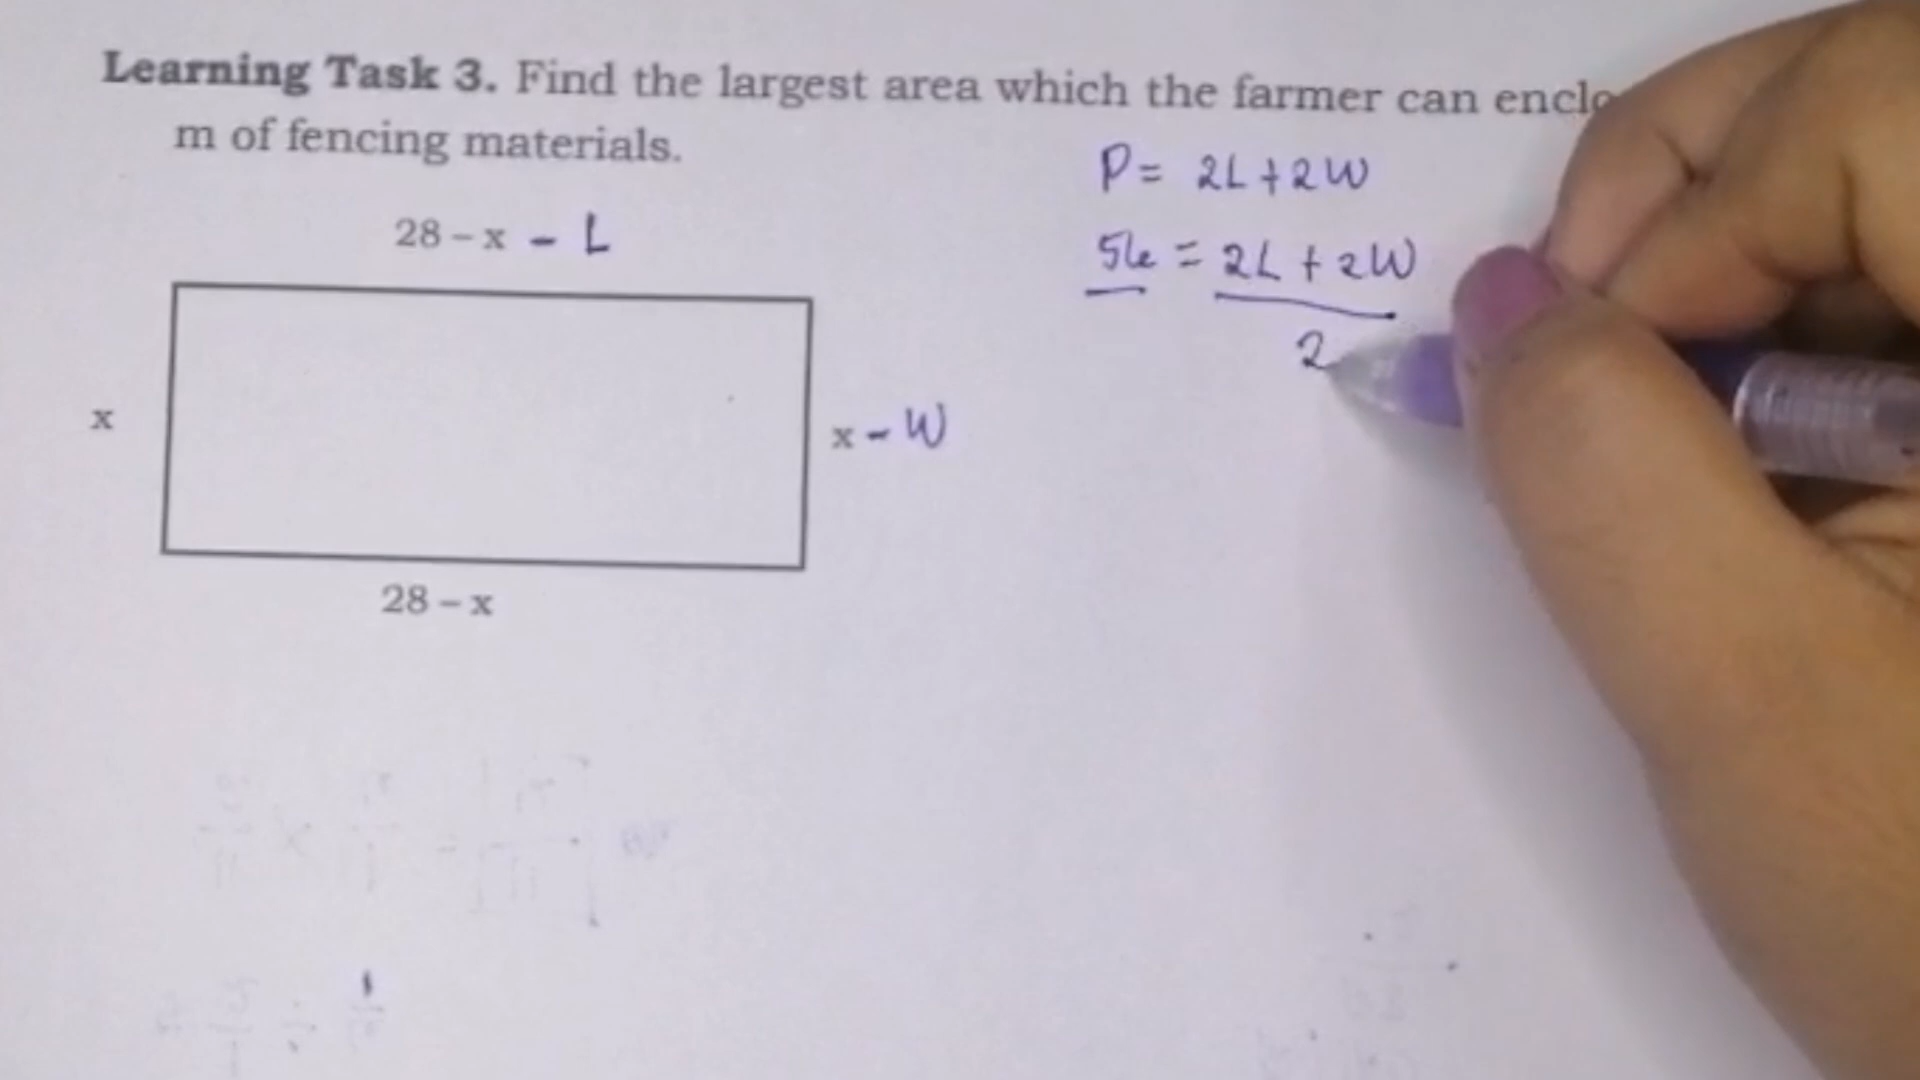 Learning Task 3. Find the largest area which the farmer can
m of fencing materials.
P = 2L + 2W
28 – x – L
56 = 2L + 2W
2
x
x – W
28 – x